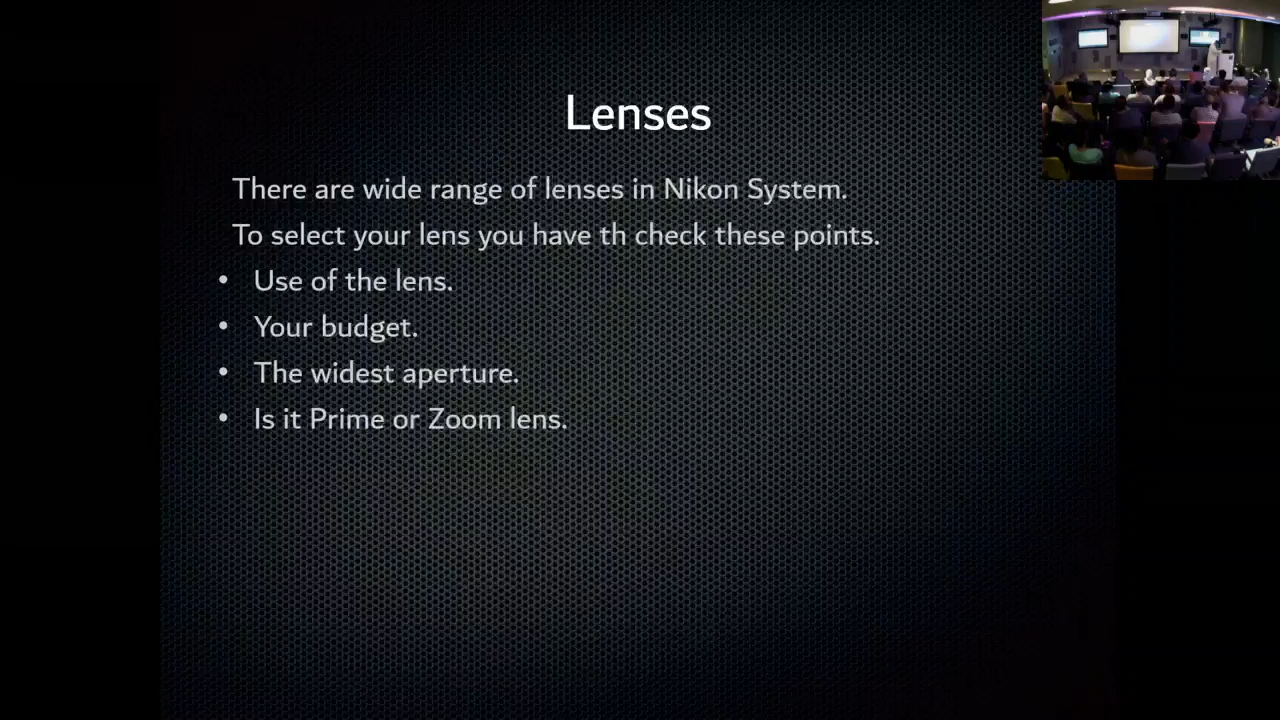 Lenses
There are wide range of lenses in Nikon System.
To select your lens you have th check these points.
• Use of the lens.
• Your budget.
• The widest aperture.
• Is it Prime or Zoom lens.